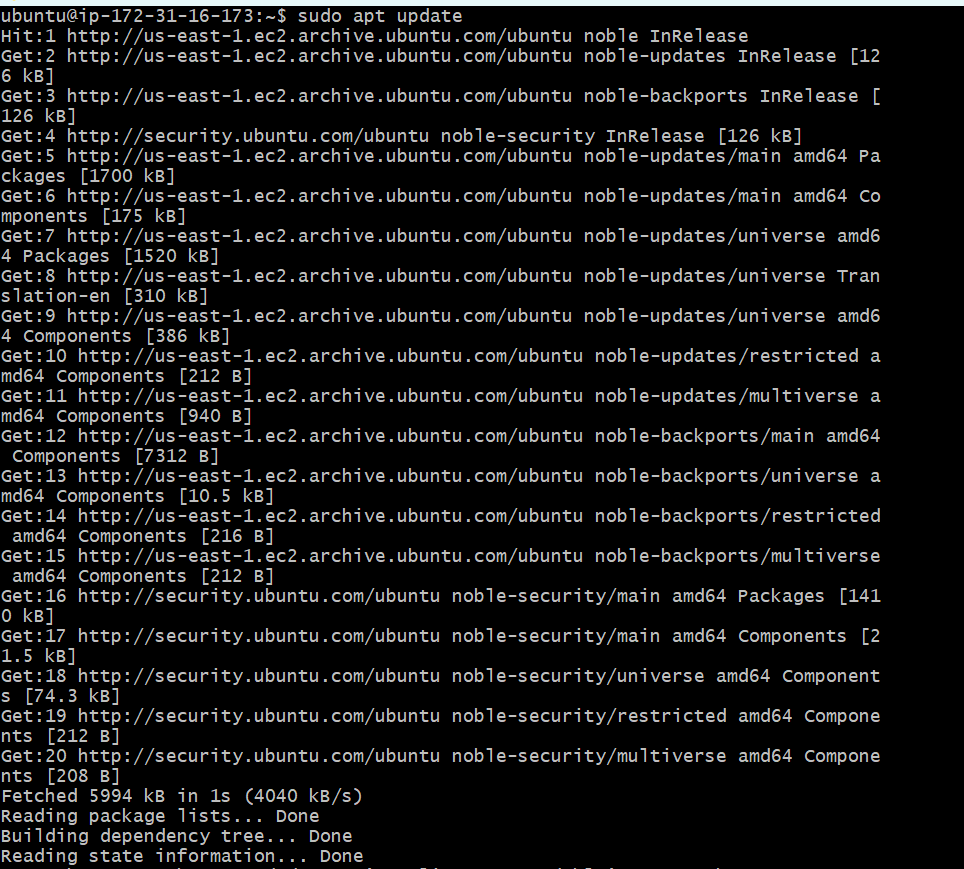 ubuntu@ip-172-31-16-173:~$ sudo apt update
Hit:1 http://us-east-1.ec2.archive.ubuntu.com/ubuntu noble InRelease
Get:2 http://us-east-1.ec2.archive.ubuntu.com/ubuntu noble-updates InRelease [12
6 kB]
Get:3 http://us-east-1.ec2.archive.ubuntu.com/ubuntu noble-backports InRelease [
126 kB]
Get:4 http://security.ubuntu.com/ubuntu noble-security InRelease [126 kB]
Get:5 http://us-east-1.ec2.archive.ubuntu.com/ubuntu noble-updates/main amd64 Pa
ckages [1700 kB]
Get:6 http://us-east-1.ec2.archive.ubuntu.com/ubuntu noble-updates/main amd64 Co
mponents [175 kB]
Get:7 http://us-east-1.ec2.archive.ubuntu.com/ubuntu noble-updates/universe amd6
4 Packages [1520 kB]
Get:8 http://us-east-1.ec2.archive.ubuntu.com/ubuntu noble-updates/universe Tran
slation-en [310 kB]
Get:9 http://us-east-1.ec2.archive.ubuntu.com/ubuntu noble-updates/universe amd6
4 Components [386 kB]
Get:10 http://us-east-1.ec2.archive.ubuntu.com/ubuntu noble-updates/restricted a
md64 Components [212 B]
Get:11 http://us-east-1.ec2.archive.ubuntu.com/ubuntu noble-updates/multiverse a
md64 Components [940 B]
Get:12 http://us-east-1.ec2.archive.ubuntu.com/ubuntu noble-backports/main amd64
 Components [7312 B]
Get:13 http://us-east-1.ec2.archive.ubuntu.com/ubuntu noble-backports/universe a
md64 Components [10.5 kB]
Get:14 http://us-east-1.ec2.archive.ubuntu.com/ubuntu noble-backports/restricted
 amd64 Components [216 B]
Get:15 http://us-east-1.ec2.archive.ubuntu.com/ubuntu noble-backports/multiverse
 amd64 Components [212 B]
Get:16 http://security.ubuntu.com/ubuntu noble-security/main amd64 Packages [141
0 kB]
Get:17 http://security.ubuntu.com/ubuntu noble-security/main amd64 Components [2
1.5 kB]
Get:18 http://security.ubuntu.com/ubuntu noble-security/universe amd64 Component
s [74.3 kB]
Get:19 http://security.ubuntu.com/ubuntu noble-security/restricted amd64 Compone
nts [212 B]
Get:20 http://security.ubuntu.com/ubuntu noble-security/multiverse amd64 Compone
nts [208 B]
Fetched 5994 kB in 1s (4040 kB/s)
Reading package lists... Done
Building dependency tree... Done
Reading state information... Done